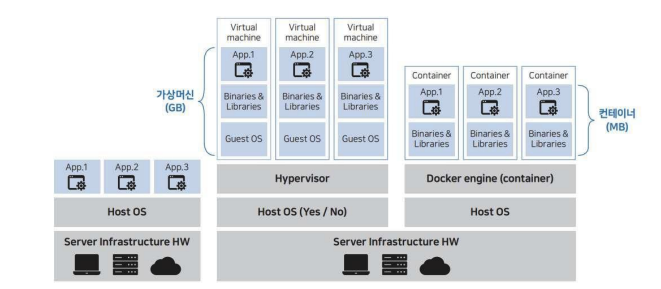 Virtual
machine
Virtual
machine
Virtual
machine
App.1
App.2
App.3
Binaries &
Libraries
Binaries &
Libraries
Binaries &
Libraries
Guest OS
Guest OS
Guest OS
가상머신
(GB)
Container
Container
Container
App.1
App.2
App.3
Binaries &
Libraries
Binaries &
Libraries
Binaries &
Libraries
컨테이너
(MB)
App.1
App.2
App.3
Hypervisor
Docker engine (container)
Host OS
Host OS (Yes / No)
Host OS
Server Infrastructure HW
Server Infrastructure HW